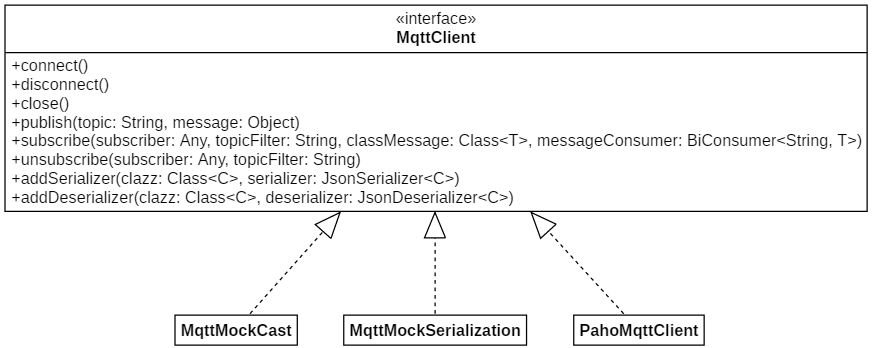 «interface»
MqttClient
+connect()
+disconnect()
+close()
+publish(topic: String, message: Object)
+subscribe(subscriber: Any, topicFilter: String, classMessage: Class<T>, messageConsumer: BiConsumer<String, T>)
+unsubscribe(subscriber: Any, topicFilter: String)
+addSerializer(clazz: Class<C>, serializer: JsonSerializer<C>)
+addDeserializer(clazz: Class<C>, deserializer: JsonDeserializer<C>)
MqttMockCast
MqttMockSerialization
PahoMqttClient